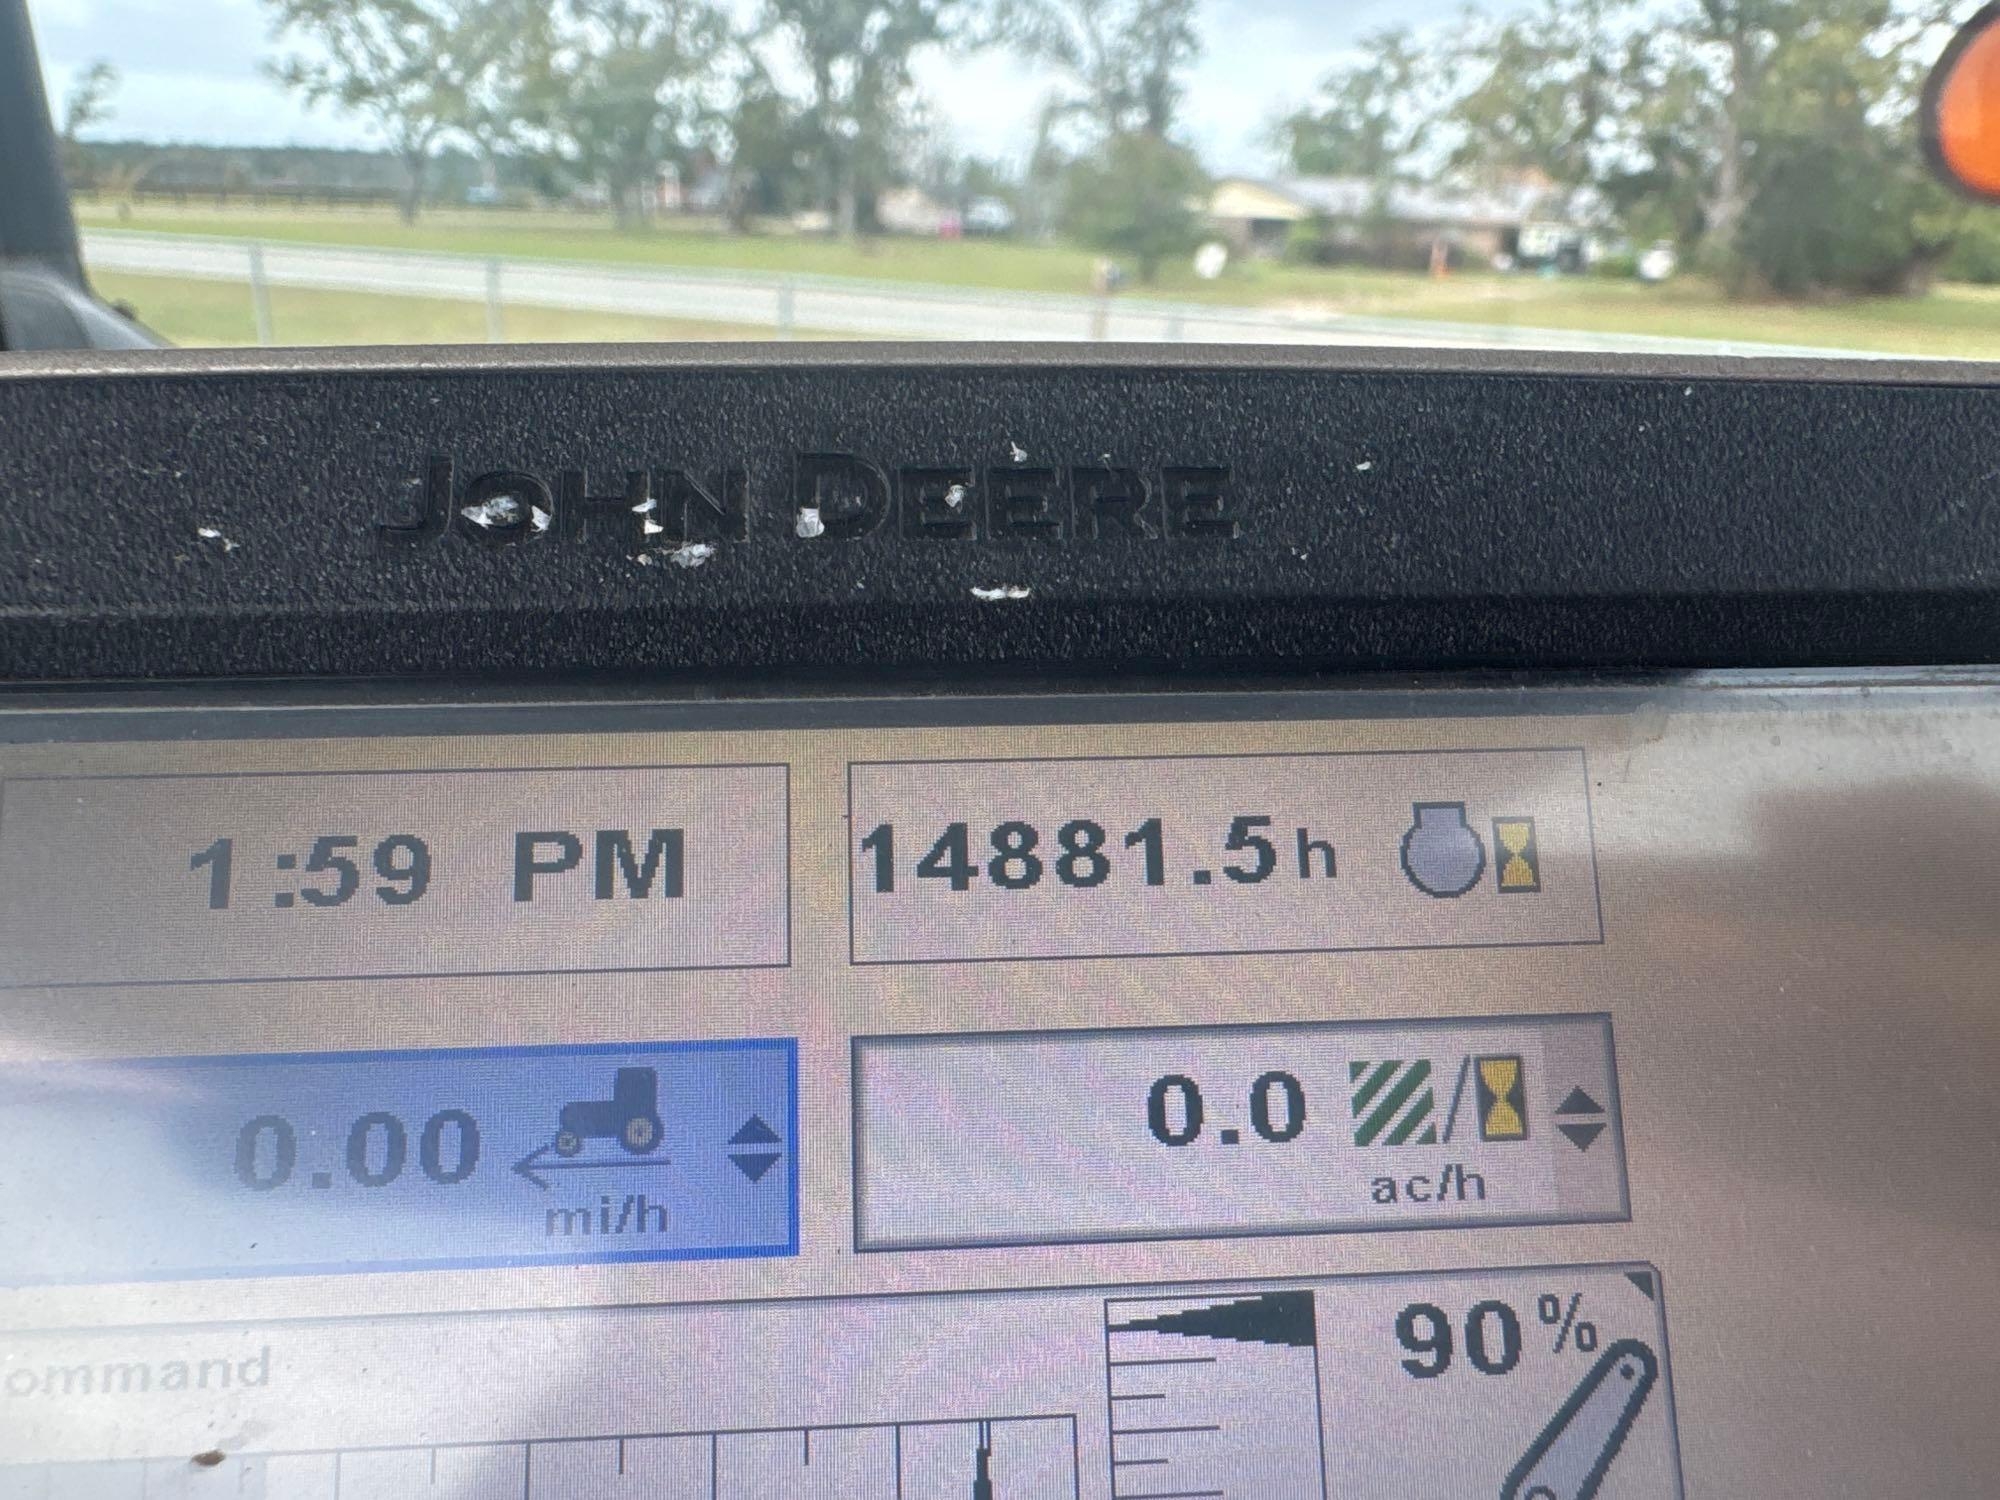 JOHN DEERE
1:59 PM
14881.5h
0.00
mi/h
0.0
/
ac/h
90%
ommand